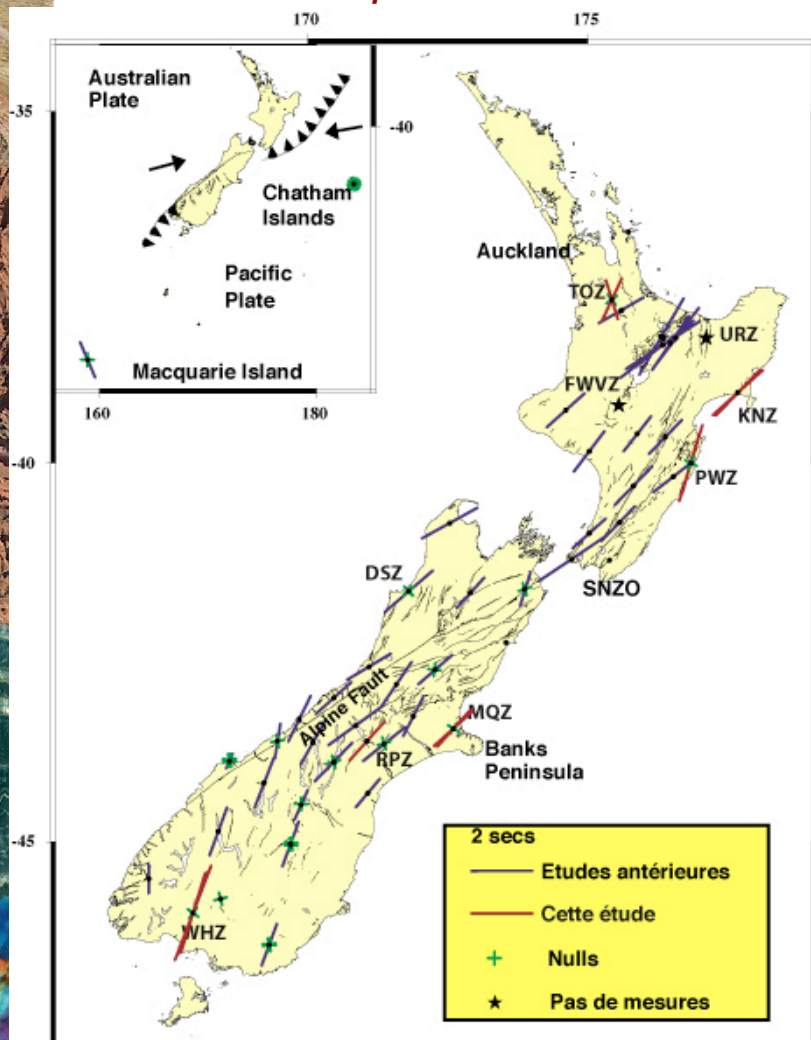 170
175
Australian
Plate
-35
-40
Chatham
Islands
Pacific
Plate
Macquarie Island
160
180
Auckland
TOZ
URZ
FWVZ
KNZ
-40
PWZ
DSZ
SNZO
Alpine Fault
MQZ
RPZ
Banks
Peninsula
-45
WHZ
2 secs
Etudes antérieures
Cette étude
Nulls
Pas de mesures